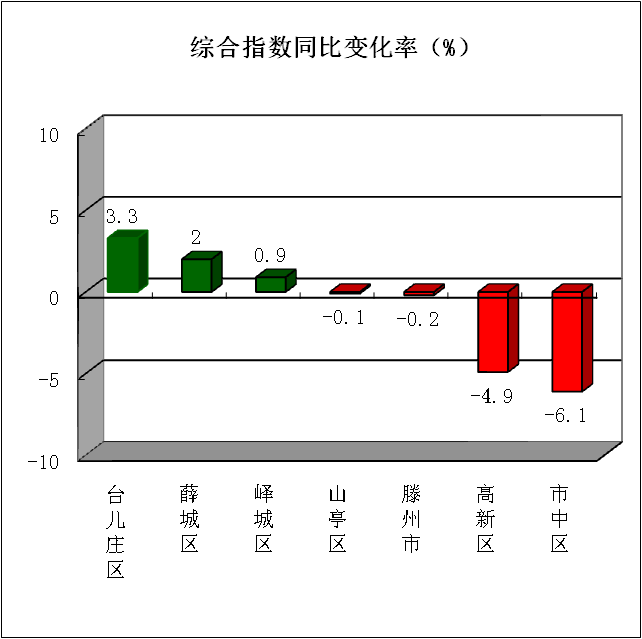 综合指数同比变化率（%）
10
5
0
-5
-10
3.3
2
0.9
-0.1
-0.2
-4.9
-6.1
台儿庄区
薛城区
峄城区
山亭区
滕州市
高新区
市中区